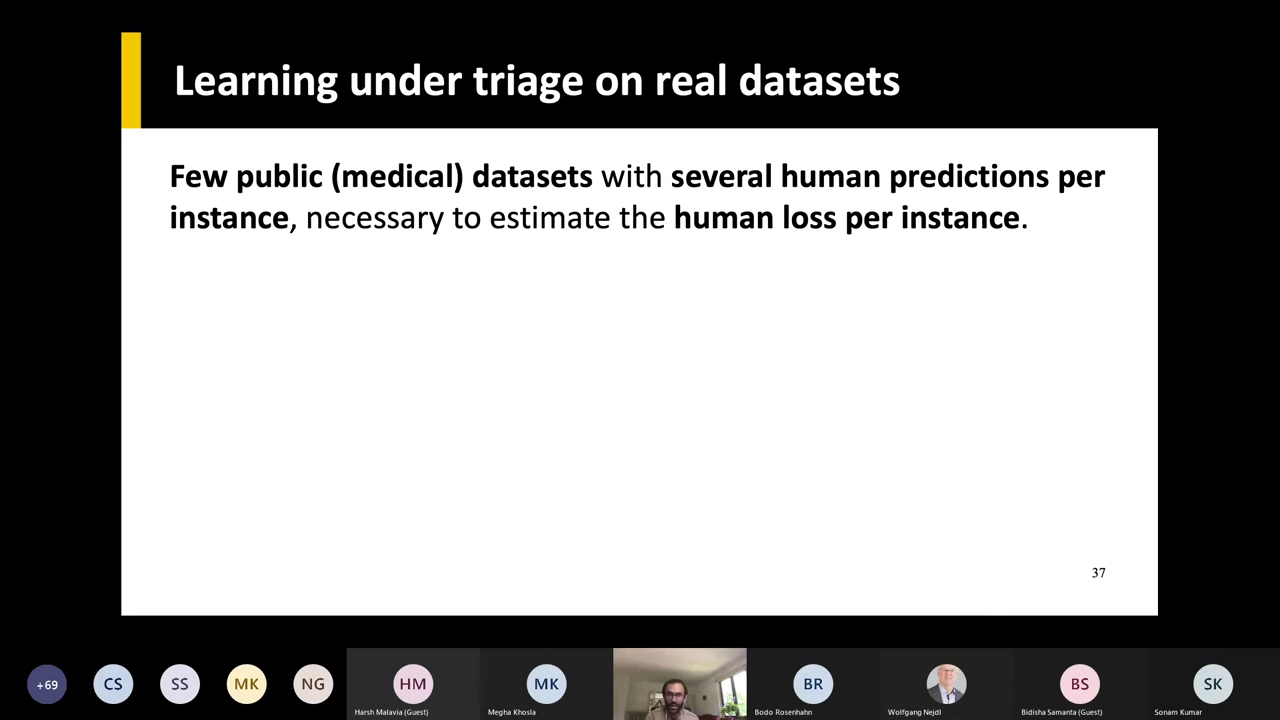 Learning under triage on real datasets
Few public (medical) datasets with several human predictions per
instance, necessary to estimate the human loss per instance.
37
+69
CS
SS
MK
NG
HM
MK
BR
BS
SK
Harsh Malavia (Guest)
Megha Khosla
Bodo Rosenhahn
Wolfgang Nejdl
Bidisha Samanta (Guest)
Sonam Kumar